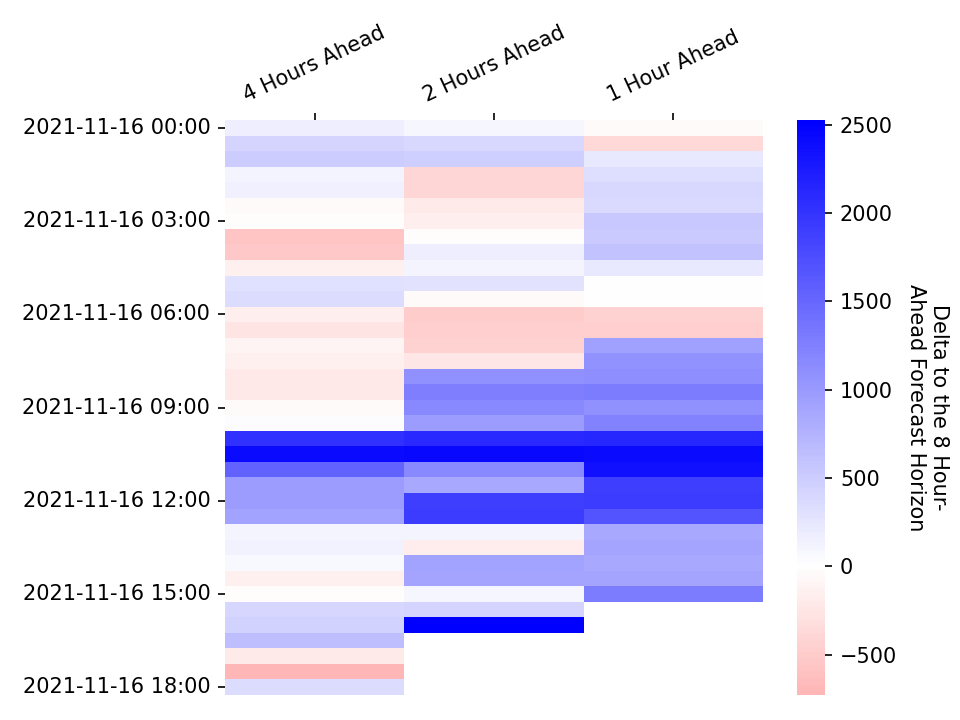 4 Hours Ahead
2 Hours Ahead
1 Hour Ahead
2021-11-16 00:00
2021-11-16 03:00
2021-11-16 06:00
2021-11-16 09:00
2021-11-16 12:00
2021-11-16 15:00
2021-11-16 18:00
2500
2000
1500
1000
500
0
−500
Delta to the 8 Hour-
Ahead Forecast Horizon